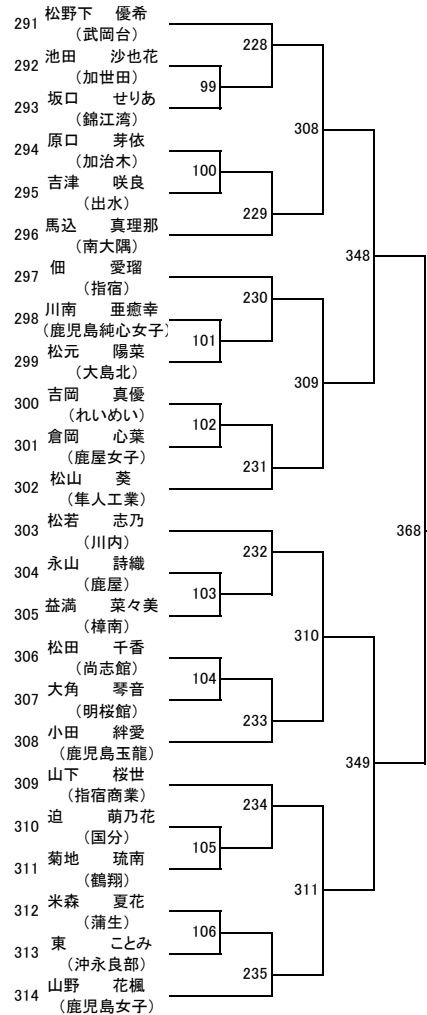 291 松野下 優希
(武岡台)
292 池田 沙也花
(加世田)
293 坂口 せりあ
(錦江湾)
294 原口 芽依
(加治木)
295 吉津 咲良
(出水)
296 馬込 真理那
(南大隅)
297 佃 愛瑠
(指宿)
298 川南 亜癒幸
(鹿児島純心女子)
299 松元 陽菜
(大島北)
300 吉岡 真優
(れいめい)
301 倉岡 心葉
(鹿屋女子)
302 松山 葵
(隼人工業)
303 松若 志乃
(川内)
304 永山 詩織
(鹿屋)
305 益満 菜々美
(樟南)
306 松田 千香
(尚志館)
307 大角 琴音
(明桜館)
308 小田 絆愛
(鹿児島玉龍)
309 山下 桜世
(指宿商業)
310 迫 萌乃花
(国分)
311 菊地 琉南
(鶴翔)
312 米森 夏花
(蒲生)
313 東 ことみ
(沖永良部)
314 山野 花楓
(鹿児島女子)
99
100
101
102
103
104
105
106
228
229
230
231
232
233
234
235
308
309
310
311
348
349
368